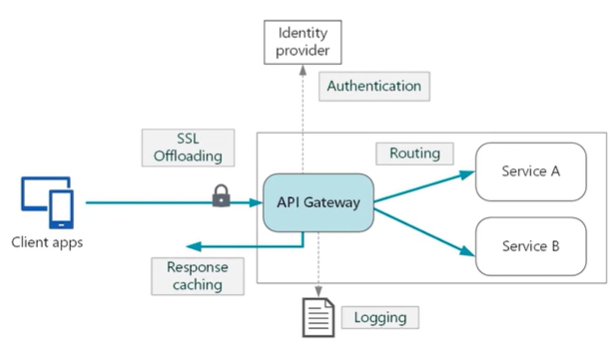 Identity
provider
Authentication
SSL
Offloading
Routing
Service A
API Gateway
Client apps
Service B
Response
caching
Logging